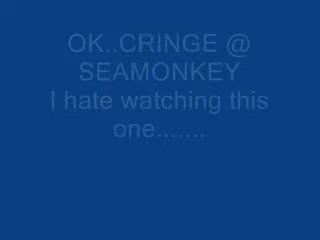 OK..CRINGE @
SEAMONKEY
I hate watching this
one.......